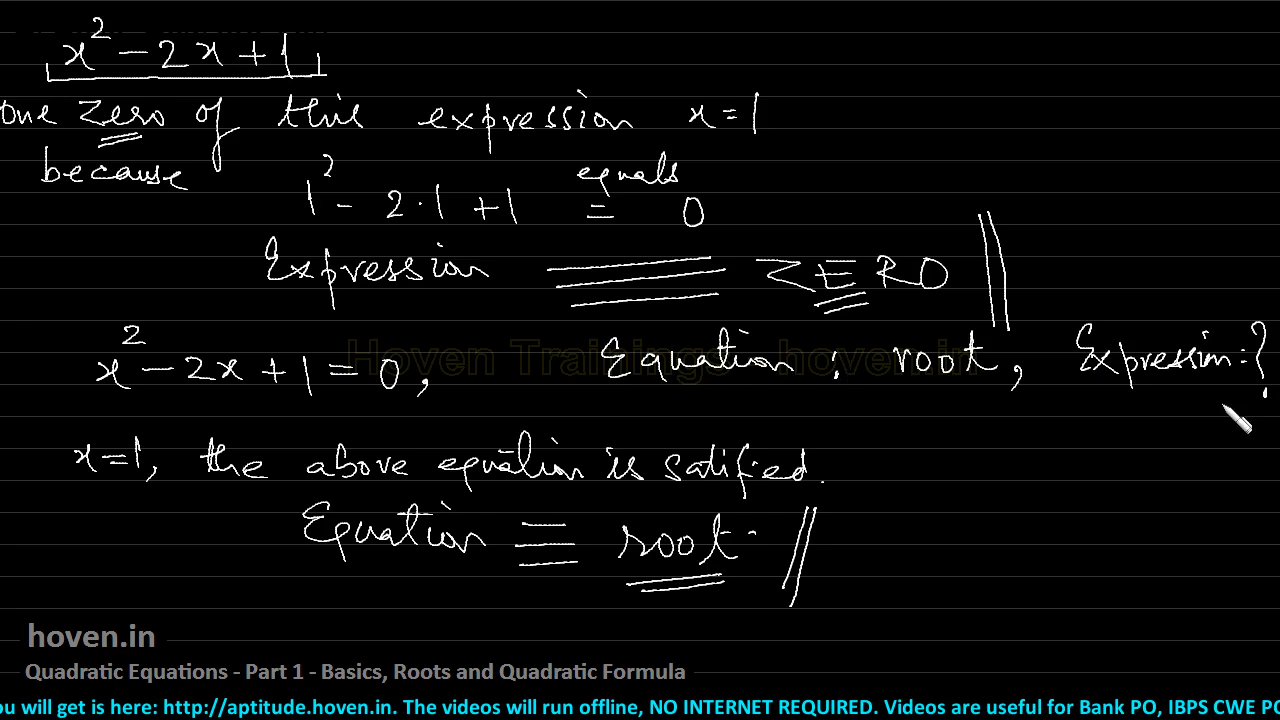 x² - 2x + 1
One zero of this expression x = 1
because 1² - 2·1 + 1 equals = 0
Expression ≡ ZERO
x² - 2x + 1 = 0, Equation : root, Expression = ?
Hoven Trainings hoven.in
x = 1, the above equation is satified.
Equation ≡ root.
hoven.in
Quadratic Equations - Part 1 - Basics, Roots and Quadratic Formula
ou will get is here: http://aptitude.hoven.in. The videos will run offline, NO INTERNET REQUIRED. Videos are useful for Bank PO, IBPS CWE PO